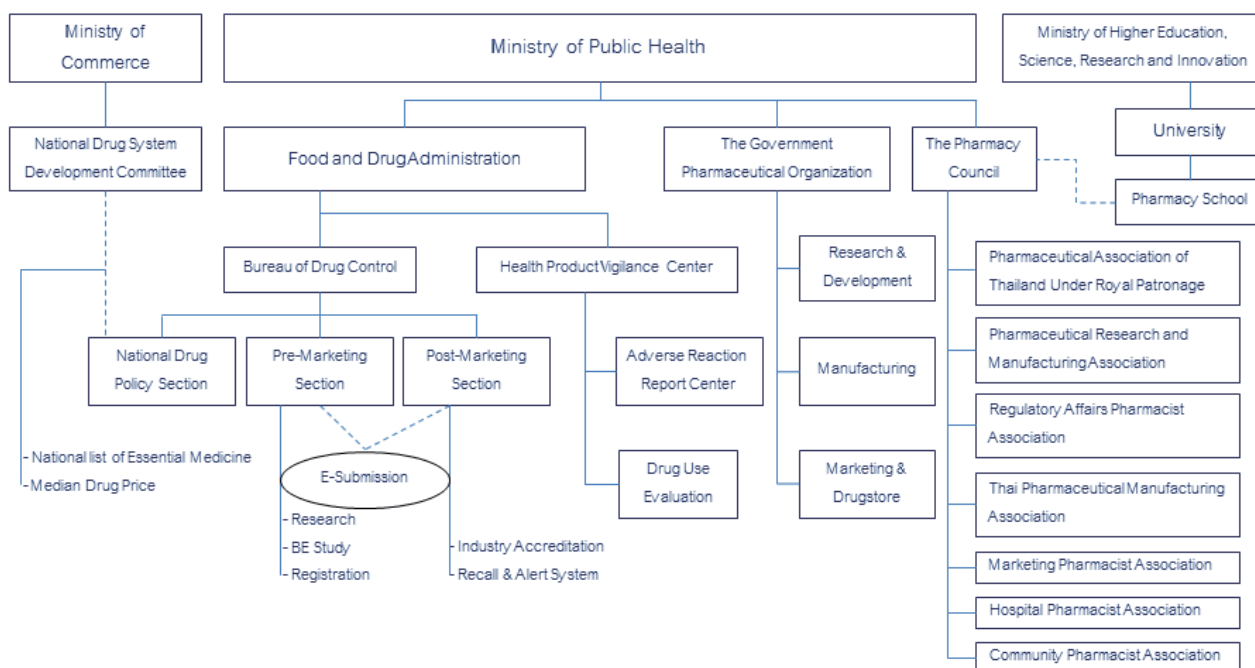 Ministry of
Commerce
Ministry of Public Health
Ministry of Higher Education,
Science, Research and Innovation
National Drug System
Development Committee
Food and Drug Administration
The Government
Pharmaceutical Organization
The Pharmacy
Council
University
Pharmacy School
Bureau of Drug Control
Health Product Vigilance Center
Research &
Development
Pharmaceutical Association of
Thailand Under Royal Patronage
National Drug
Policy Section
Pre-Marketing
Section
Post-Marketing
Section
Adverse Reaction
Report Center
Manufacturing
Pharmaceutical Research and
Manufacturing Association
Regulatory Affairs Pharmacist
Association
- National list of Essential Medicine
- Median Drug Price
E-Submission
Drug Use
Evaluation
Marketing &
Drugstore
Thai Pharmaceutical Manufacturing
Association
- Research
- BE Study
- Registration
- Industry Accreditation
- Recall & Alert System
Marketing Pharmacist Association
Hospital Pharmacist Association
Community Pharmacist Association